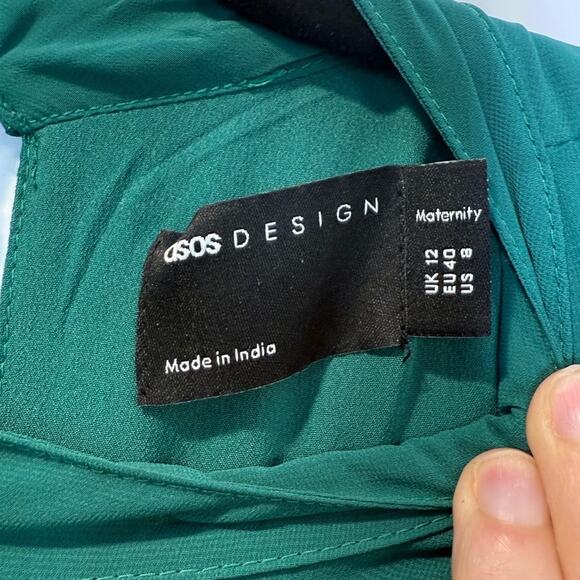 asos DESIGN
Made in India
Maternity
UK 12
EU 40
US 8